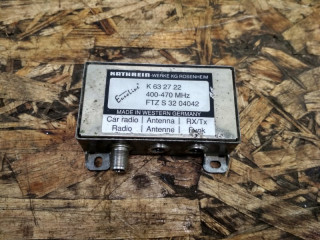 KATHREIN-WERKE KG ROSENHEIM
K 63 27 22
400-470 MHz
FTZ S 32 04042
MADE IN WESTERN GERMANY
Car radio Antenna RX/Tx
Radio Antenne Funk